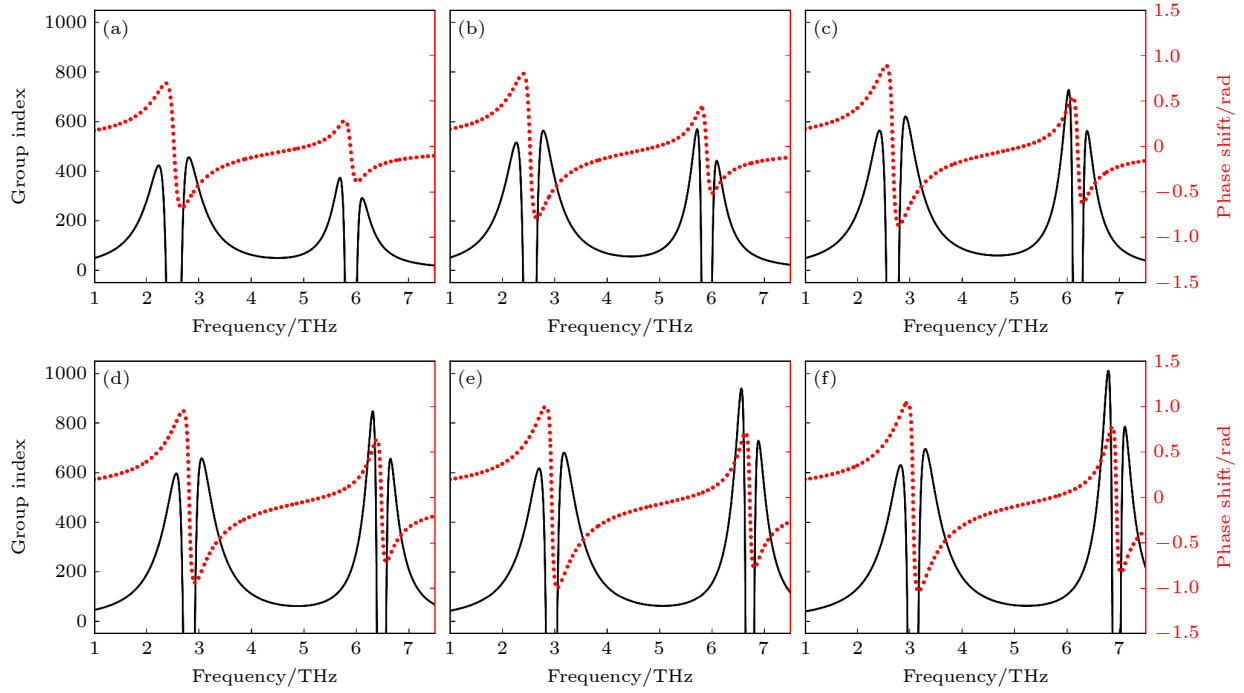 (a) (b) (c)
Group index
1000
800
600
400
200
0
1.5
1.0
0.5
0
−0.5
−1.0
−1.5
Phase shift/rad
1 2 3 4 5 6 7 1 2 3 4 5 6 7 1 2 3 4 5 6 7
Frequency/THz Frequency/THz Frequency/THz
(d) (e) (f)
Group index
1000
800
600
400
200
0
1.5
1.0
0.5
0
−0.5
−1.0
−1.5
Phase shift/rad
1 2 3 4 5 6 7 1 2 3 4 5 6 7 1 2 3 4 5 6 7
Frequency/THz Frequency/THz Frequency/THz